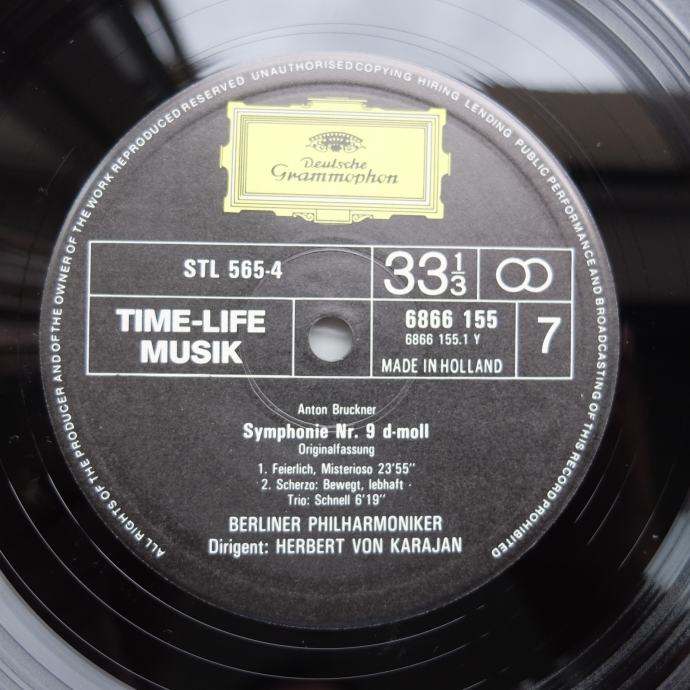 ALL RIGHTS OF THE PRODUCER AND OF THE OWNER OF THE WORK REPRODUCED RESERVED UNAUTHORISED COPYING HIRING LENDING PUBLIC PERFORMANCE AND BROADCASTING OF THIS RECORD PROHIBITED
Deutsche
Grammophon
STL 565-4
33 1/3
TIME-LIFE
MUSIK
6866 155
6866 155.1 Y
7
MADE IN HOLLAND
Anton Bruckner
Symphonie Nr. 9 d-moll
Originalfassung
1. Feierlich, Misterioso 23'55''
2. Scherzo: Bewegt, lebhaft ·
Trio: Schnell 6'19''
BERLINER PHILHARMONIKER
Dirigent: HERBERT VON KARAJAN